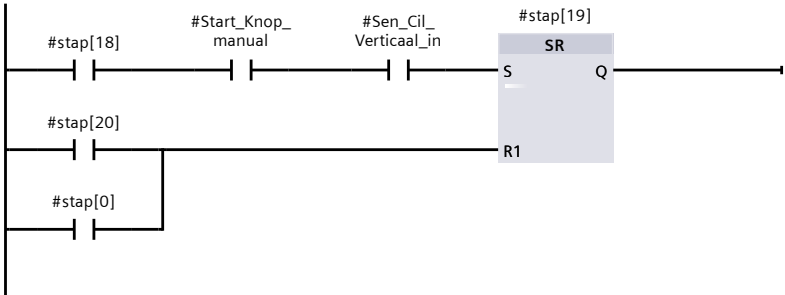 #stap[18]
#Start_Knop_
manual
#Sen_Cil_
Verticaal_in
#stap[19]
SR
S
Q
#stap[20]
R1
#stap[0]